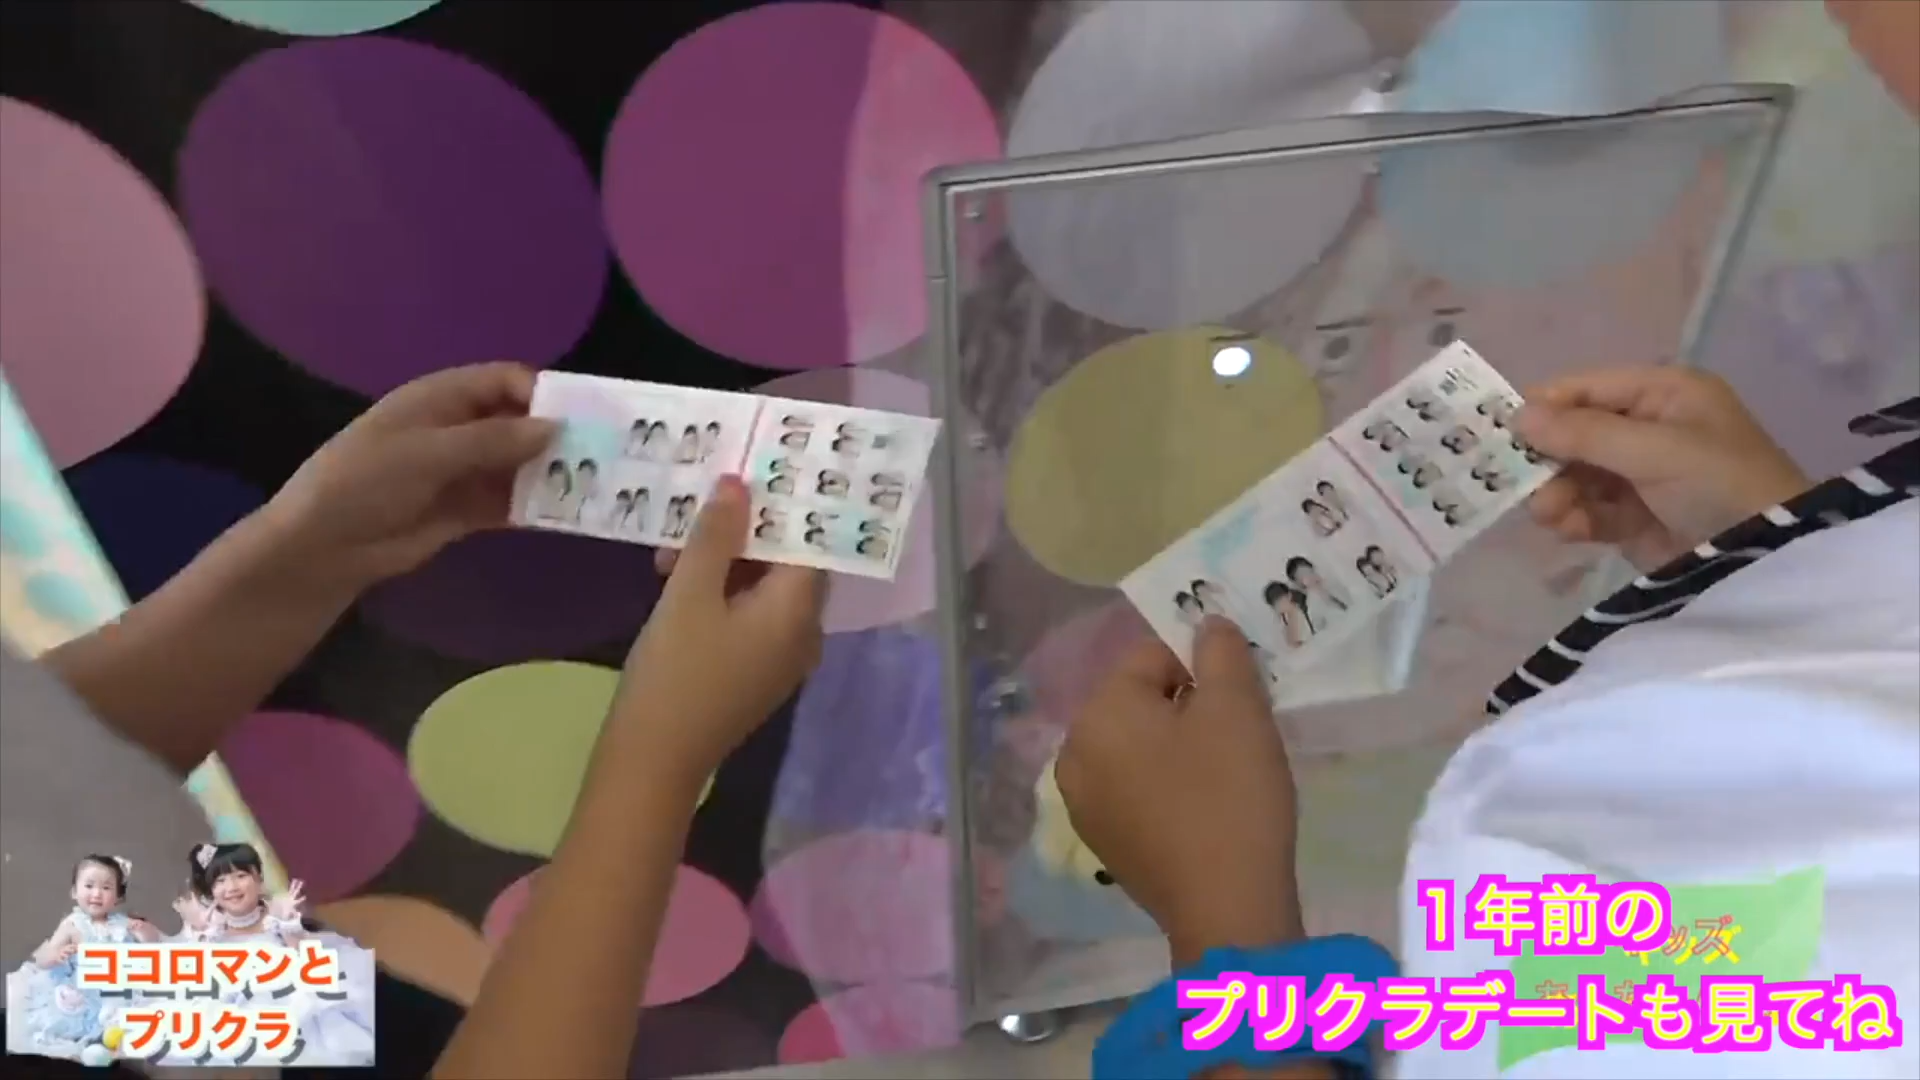 ココロマンと
プリクラ
1年前の
プリクラデートも見てね